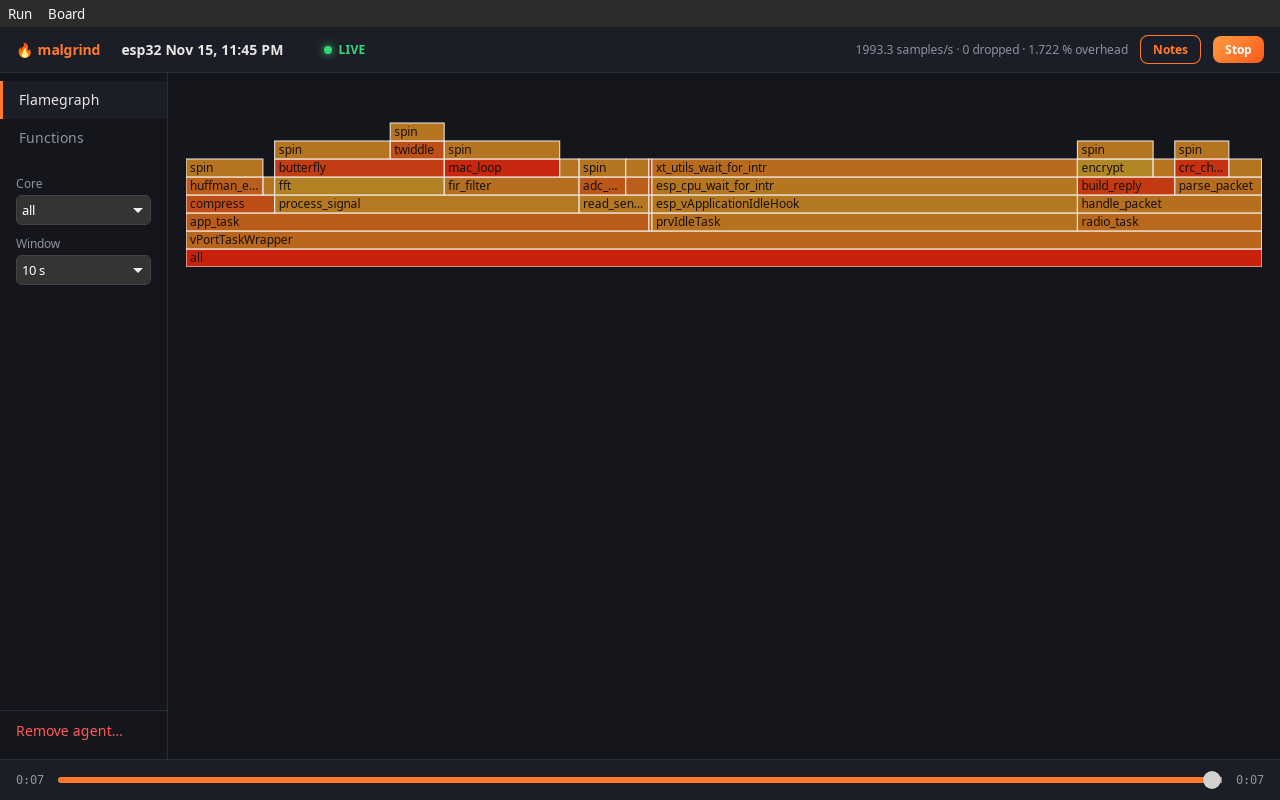 Run Board
🔥 malgrind esp32 Nov 15, 11:45 PM LIVE 1993.3 samples/s · 0 dropped · 1.722 % overhead Notes Stop
Flamegraph
Functions
Core
all
Window
10 s
spin
spin twiddle spin spin spin
spin butterfly mac_loop spin xt_utils_wait_for_intr encrypt crc_ch...
huffman_e... fft fir_filter adc_... esp_cpu_wait_for_intr build_reply parse_packet
compress process_signal read_sen... esp_vApplicationIdleHook handle_packet
app_task prvIdleTask radio_task
vPortTaskWrapper
all
Remove agent...
0:07 0:07